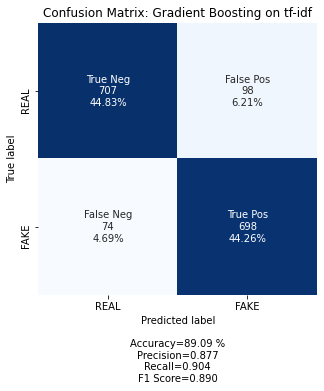 Confusion Matrix: Gradient Boosting on tf-idf
True label
REAL
True Neg
707
44.83%
False Pos
98
6.21%
FAKE
False Neg
74
4.69%
True Pos
698
44.26%
REAL
FAKE
Predicted label
Accuracy=89.09 %
Precision=0.877
Recall=0.904
F1 Score=0.890